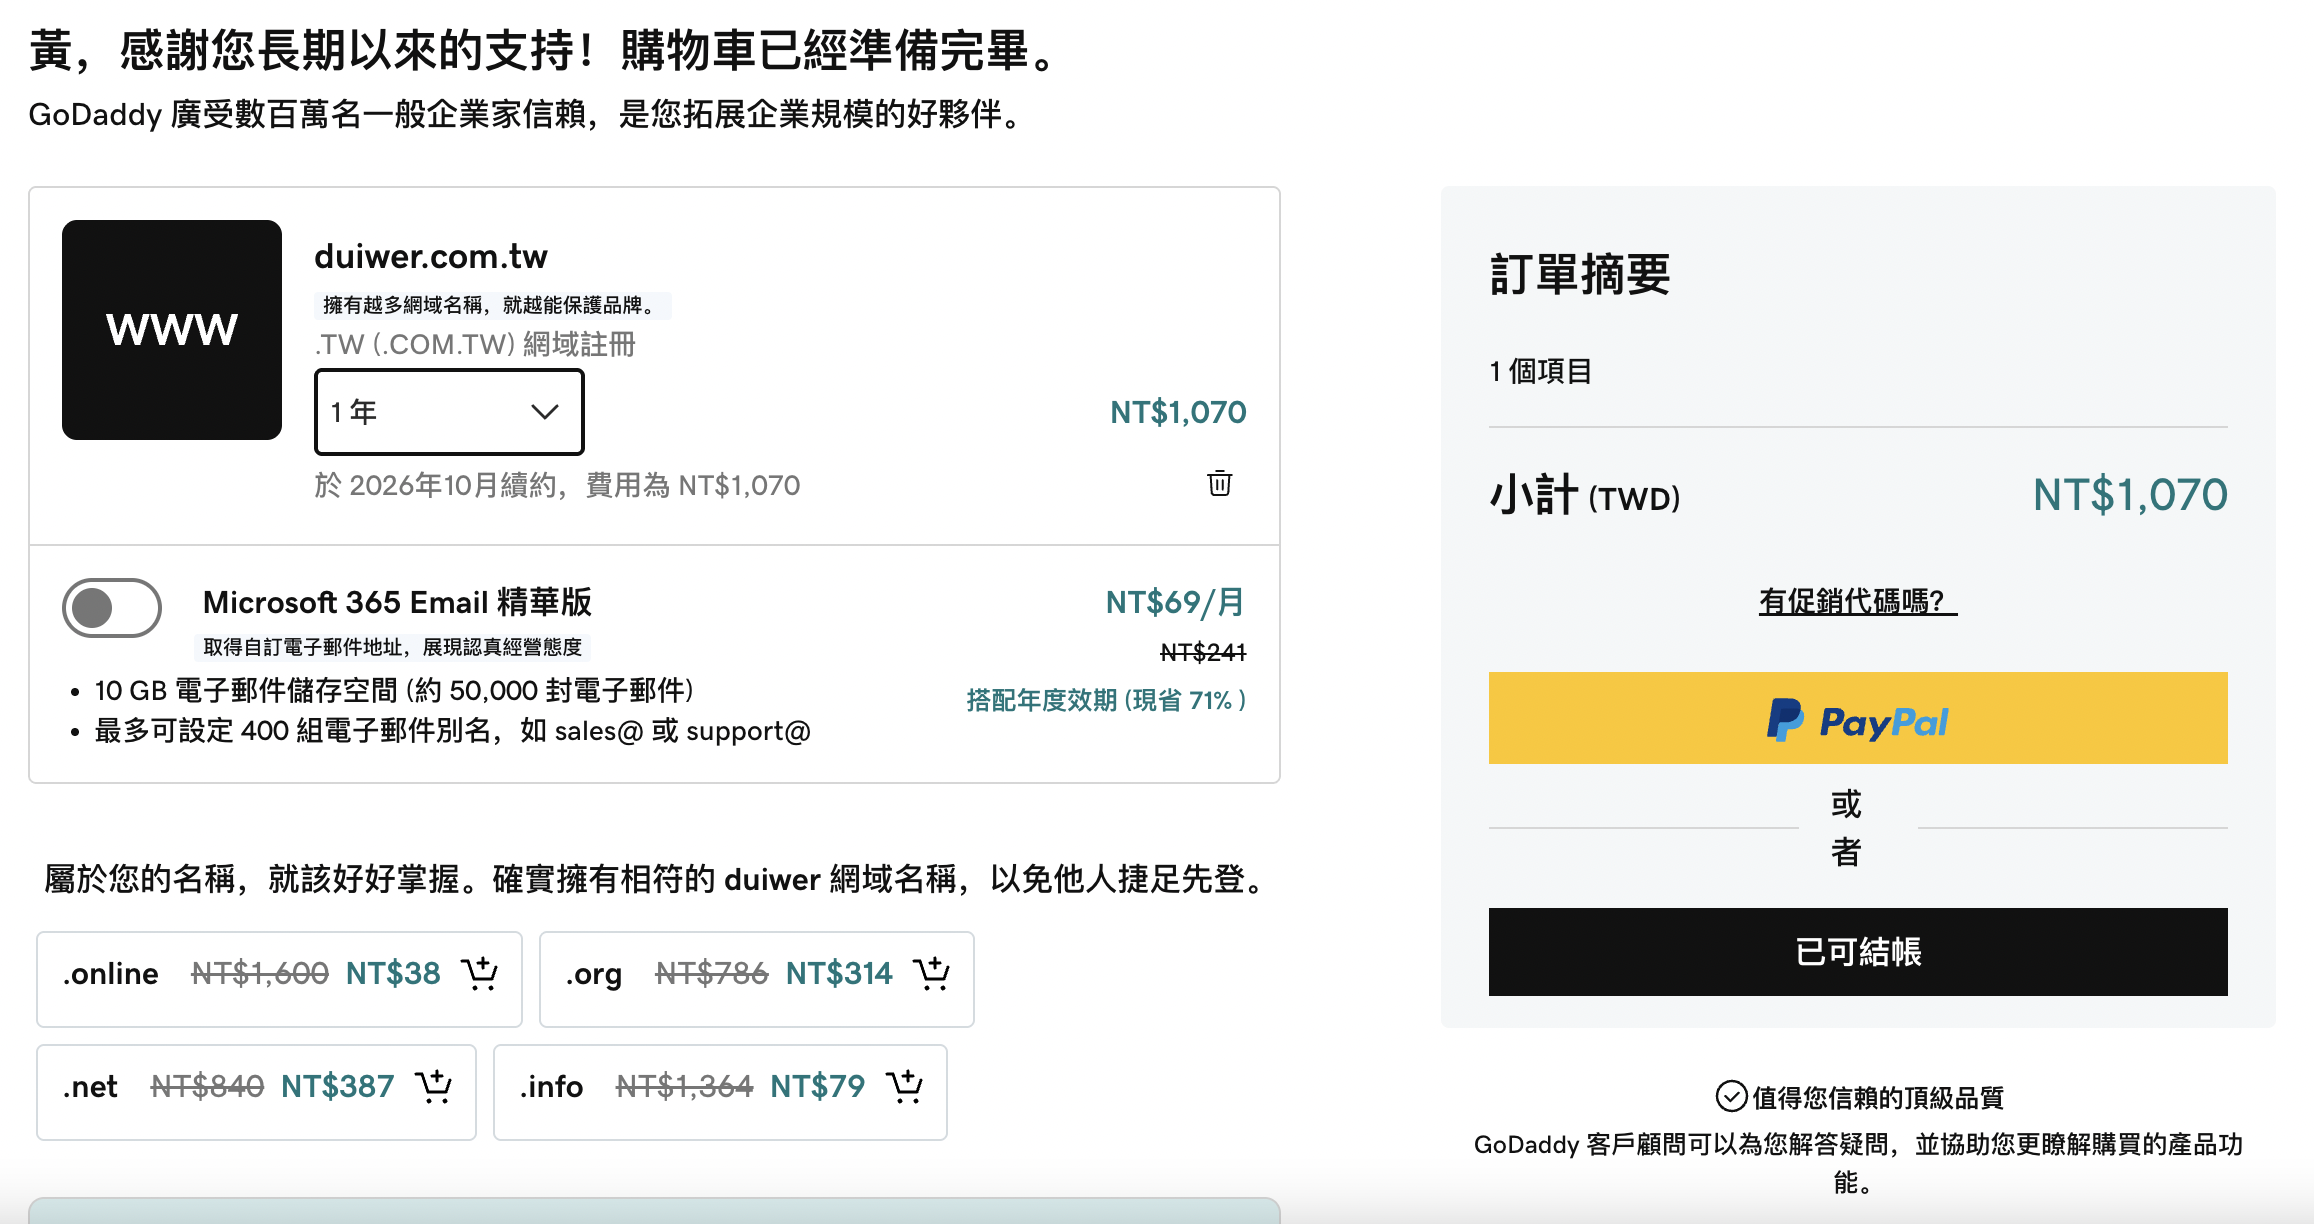 黃，感謝您長期以來的支持！購物車已經準備完畢。
GoDaddy 廣受數百萬名一般企業家信賴，是您拓展企業規模的好夥伴。
www
duiwer.com.tw
擁有越多網域名稱，就越能保護品牌。
.TW (.COM.TW) 網域註冊
1 年
NT$1,070
於 2026年10月續約，費用為 NT$1,070
Microsoft 365 Email 精華版
NT$69/月
取得自訂電子郵件地址，展現認真經營態度
NT$241
10 GB 電子郵件儲存空間 (約 50,000 封電子郵件)
搭配年度效期 (現省 71% )
最多可設定 400 組電子郵件別名，如 sales@ 或 support@
屬於您的名稱，就該好好掌握。確實擁有相符的 duiwer 網域名稱，以免他人捷足先登。
.online NT$1,600 NT$38
.org NT$786 NT$314
.net NT$840 NT$387
.info NT$1,364 NT$79
訂單摘要
1 個項目
小計 (TWD) NT$1,070
有促銷代碼嗎？
PayPal
或
者
已可結帳
值得您信賴的頂級品質
GoDaddy 客戶顧問可以為您解答疑問，並協助您更瞭解購買的產品功
能。